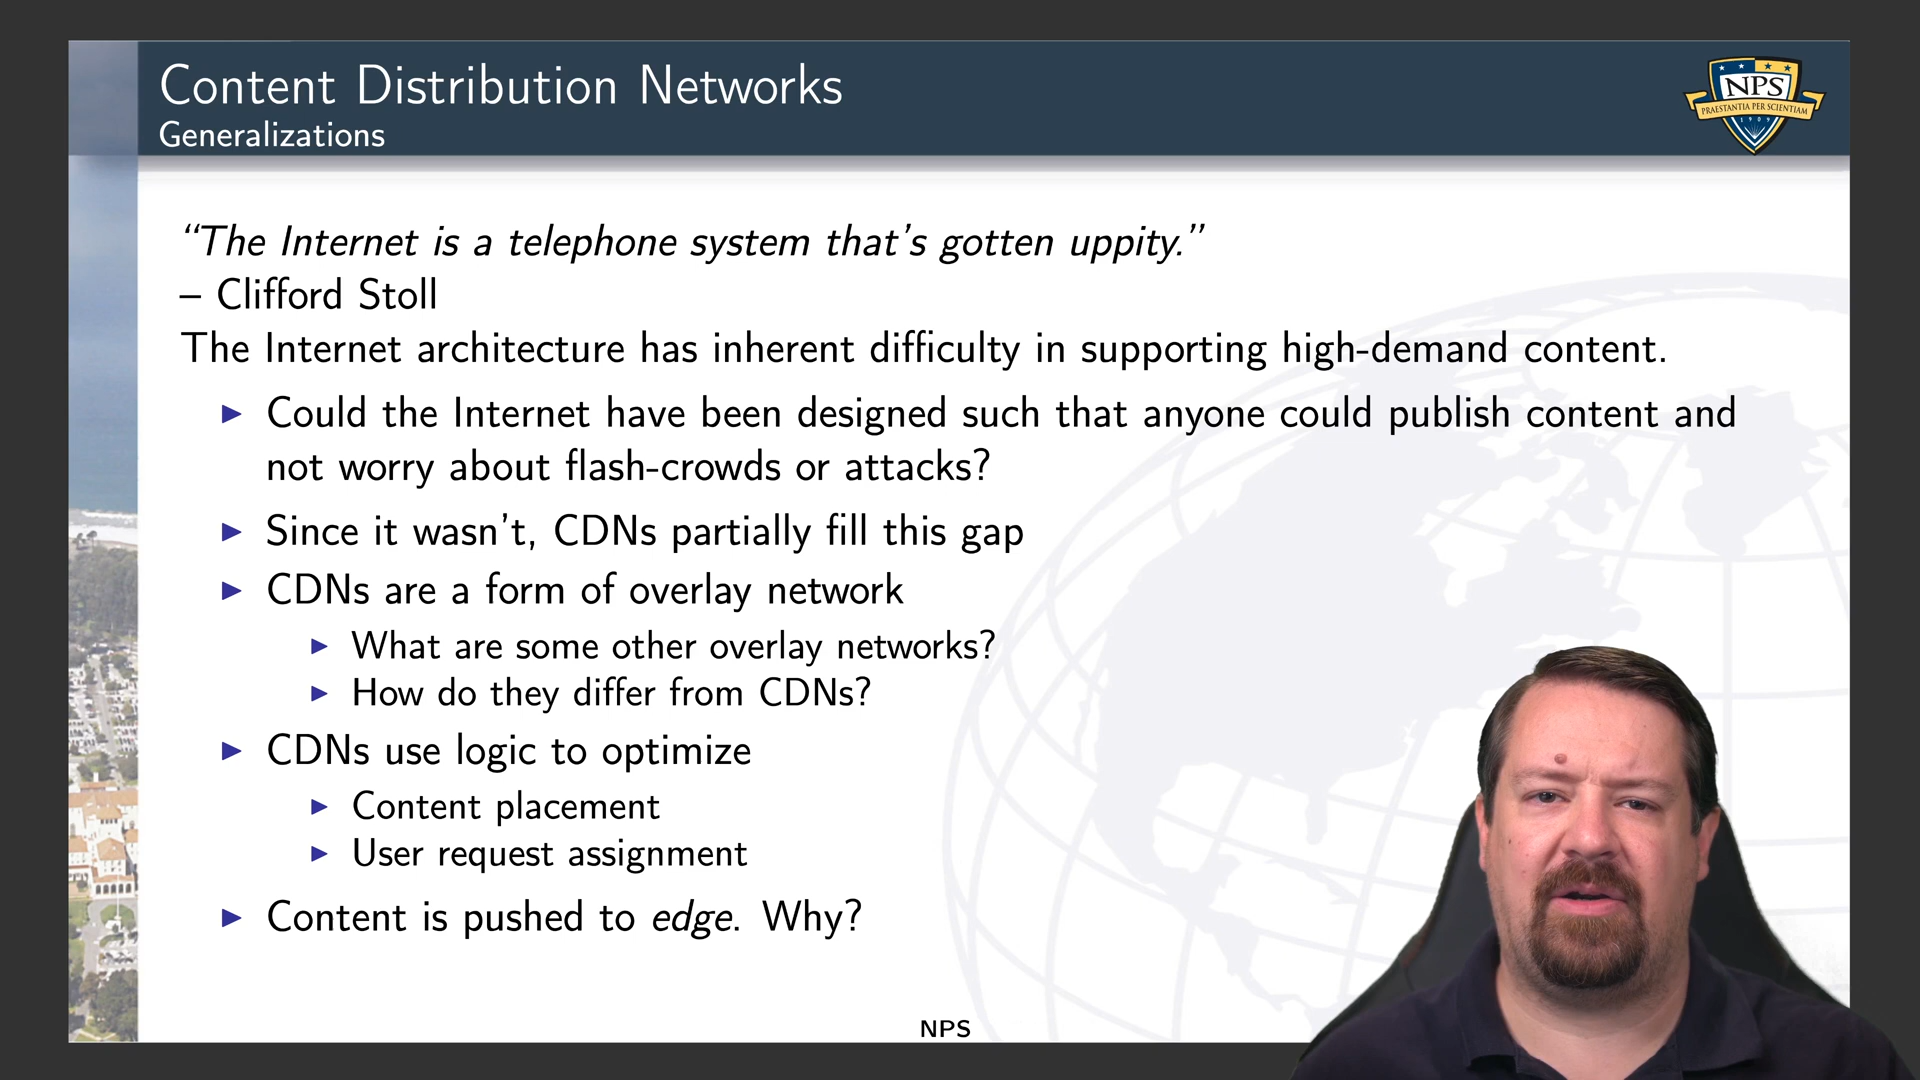 Content Distribution Networks
Generalizations
NPS
PRAESTANTIA PER SCIENTIAM
1909
“The Internet is a telephone system that's gotten uppity.”
– Clifford Stoll
The Internet architecture has inherent difficulty in supporting high-demand content.
Could the Internet have been designed such that anyone could publish content and
not worry about flash-crowds or attacks?
Since it wasn't, CDNs partially fill this gap
CDNs are a form of overlay network
What are some other overlay networks?
How do they differ from CDNs?
CDNs use logic to optimize
Content placement
User request assignment
Content is pushed to edge. Why?
NPS